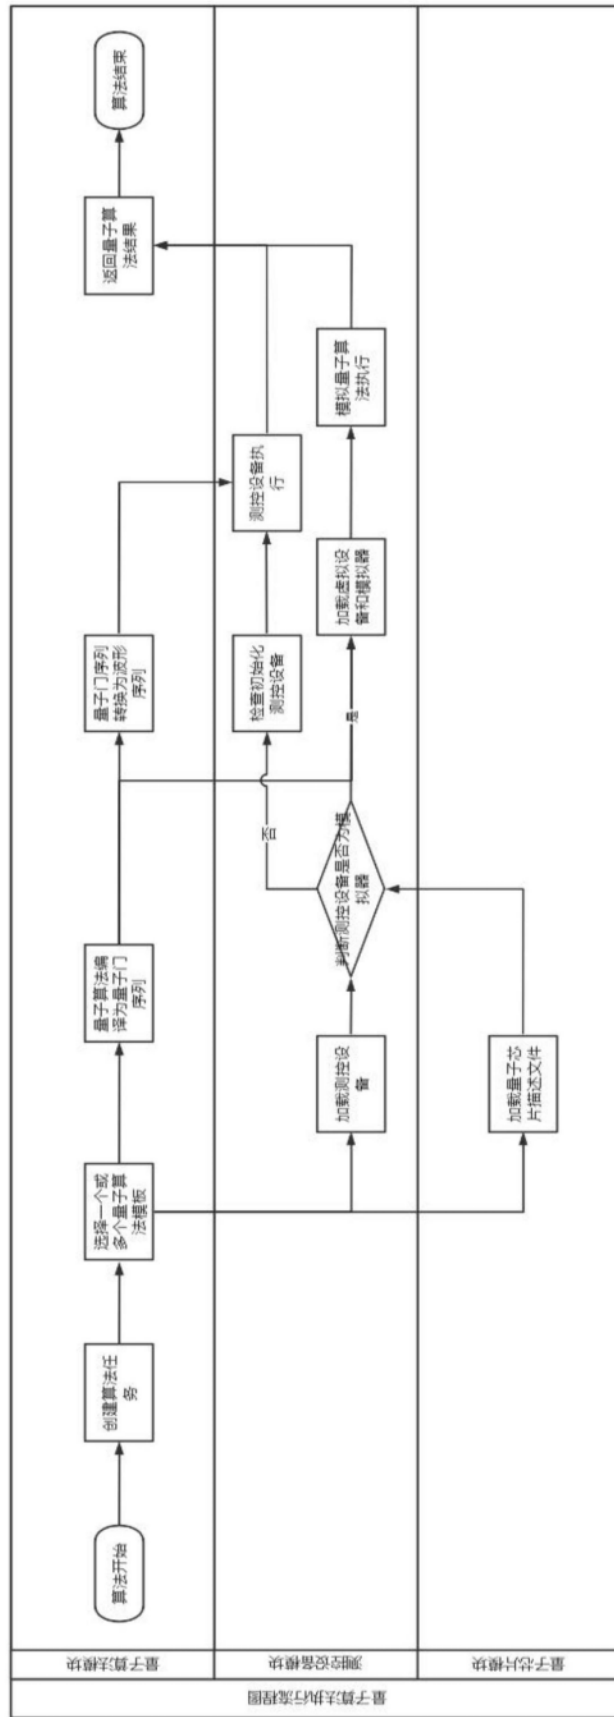 量子算法执行流程图
量子算法模块
算法开始
创建算法任
务
选择一个或
多个量子算
法模板
量子算法编
译为量子门
序列
量子门序列
转换为波形
序列
返回量子算
法结果
算法结束
测控设备模块
加载测控设
备
判断测控设备是否为模
拟器
否
是
检查初始化
测控设备
测控设备执
行
加载虚拟设
备和模拟器
模拟量子算
法执行
量子芯片模块
加载量子芯
片描述文件